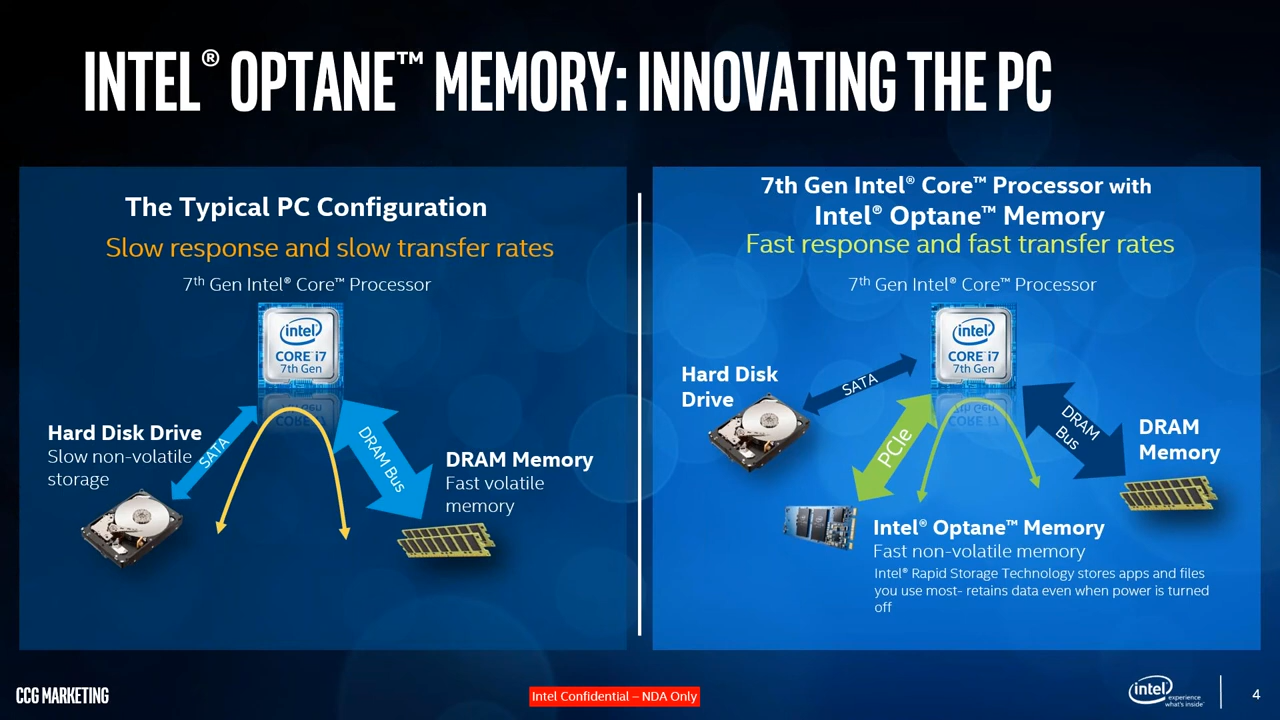 INTEL® OPTANE™ MEMORY: INNOVATING THE PC
The Typical PC Configuration
Slow response and slow transfer rates
7th Gen Intel® Core™ Processor
intel
CORE i7
7th Gen
Hard Disk Drive
Slow non-volatile
storage
SATA
DRAM Bus
DRAM Memory
Fast volatile
memory
7th Gen Intel® Core™ Processor with
Intel® Optane™ Memory
Fast response and fast transfer rates
7th Gen Intel® Core™ Processor
intel
CORE i7
7th Gen
Hard Disk
Drive
SATA
PCIe
DRAM
Bus
DRAM
Memory
Intel® Optane™ Memory
Fast non-volatile memory
Intel® Rapid Storage Technology stores apps and files
you use most- retains data even when power is turned
off
CCG MARKETING
Intel Confidential – NDA Only
intel
experience
what's inside™
4